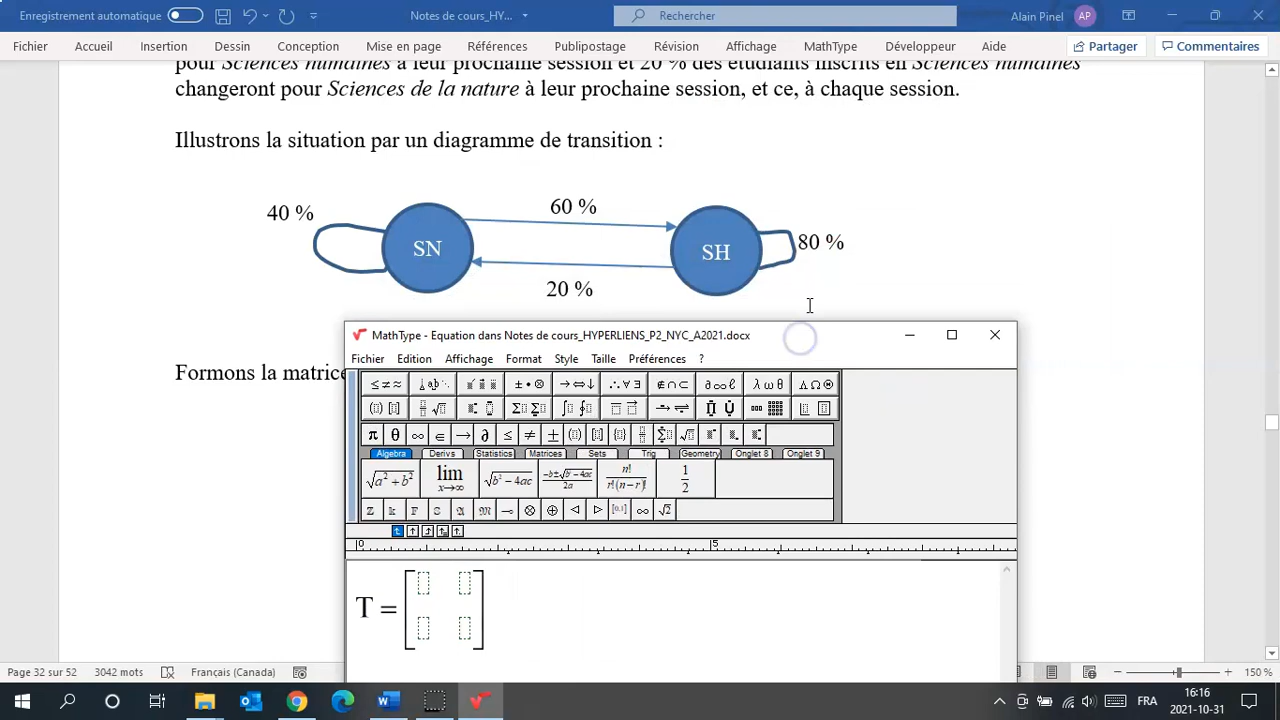 Enregistrement automatique
Notes de cours_HY...
Rechercher
Alain Pinel
AP
Fichier Accueil Insertion Dessin Conception Mise en page Références Publipostage Révision Affichage MathType Développeur Aide
Partager
Commentaires
pour Sciences humaines à leur prochaine session et 20 % des étudiants inscrits en Sciences humaines
changeront pour Sciences de la nature à leur prochaine session, et ce, à chaque session.
Illustrons la situation par un diagramme de transition :
40 %
60 %
SN
SH
80 %
20 %
Formons la matrice
MathType - Equation dans Notes de cours_HYPERLIENS_P2_NYC_A2021.docx
Fichier Edition Affichage Format Style Taille Préférences ?
Algebra Derivs Statistics Matrices Sets Trig Geometry Onglet 8 Onglet 9
0
5
T =
Page 32 sur 52
3042 mots
Français (Canada)
150 %
FRA
16:16
2021-10-31